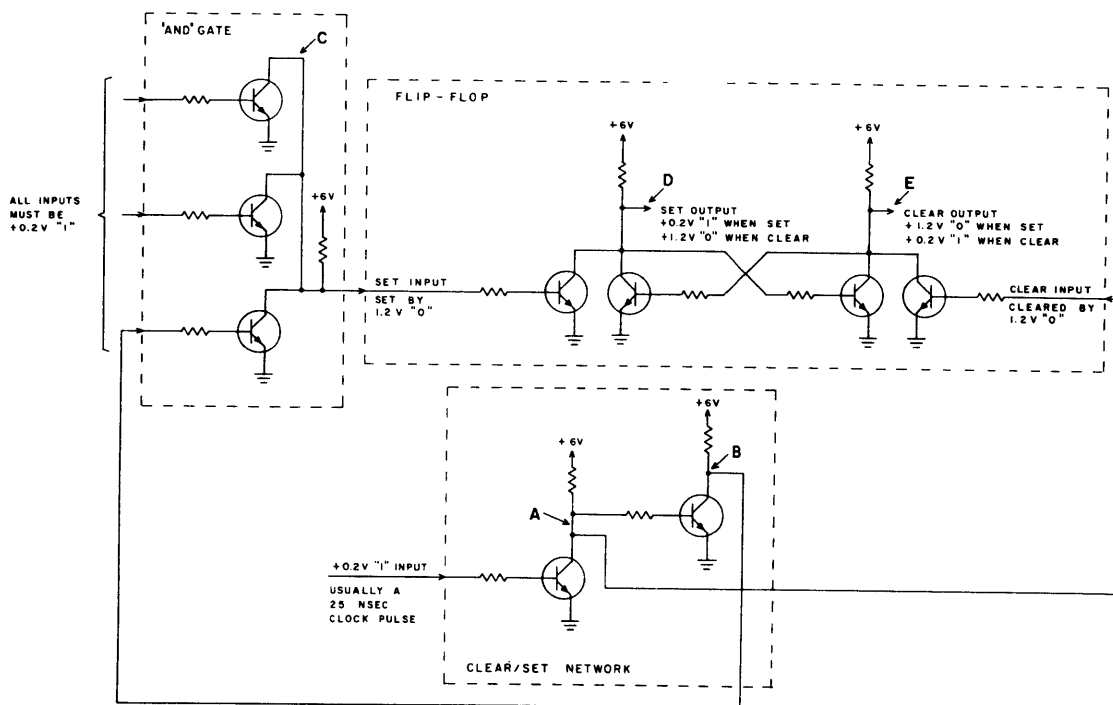 "AND" GATE
C
ALL INPUTS
MUST BE
+0.2V "1"
+6V
FLIP-FLOP
+6V
+6V
D
E
SET OUTPUT
+0.2V "1" WHEN SET
+1.2V "0" WHEN CLEAR
CLEAR OUTPUT
+1.2V "0" WHEN SET
+0.2V "1" WHEN CLEAR
SET INPUT
SET BY
1.2V "0"
CLEAR INPUT
CLEARED BY
1.2V "0"
+6V
B
+6V
A
+0.2V "1" INPUT
USUALLY A
25 NSEC
CLOCK PULSE
CLEAR/SET NETWORK